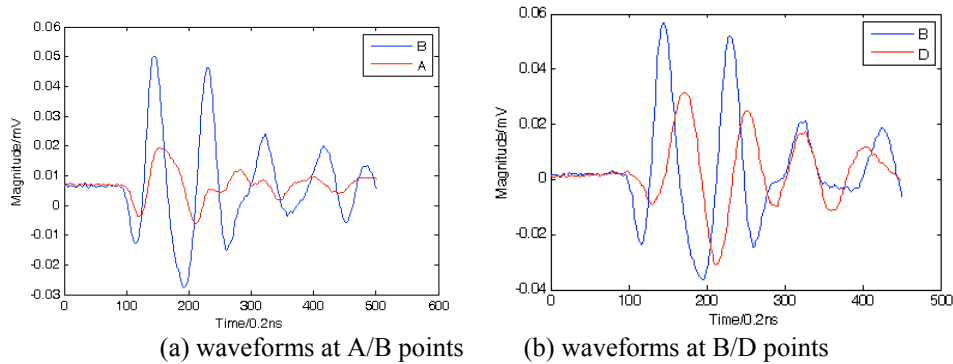 0.06
0.05
0.04
0.03
0.02
0.01
0
-0.01
-0.02
-0.03
Magnitude/mV
0 100 200 300 400 500 600
Time/0.2ns
B
A
(a) waveforms at A/B points
0.06
0.04
0.02
0
-0.02
-0.04
Magnitude/mV
0 100 200 300 400 500
Time/0.2ns
B
D
(b) waveforms at B/D points